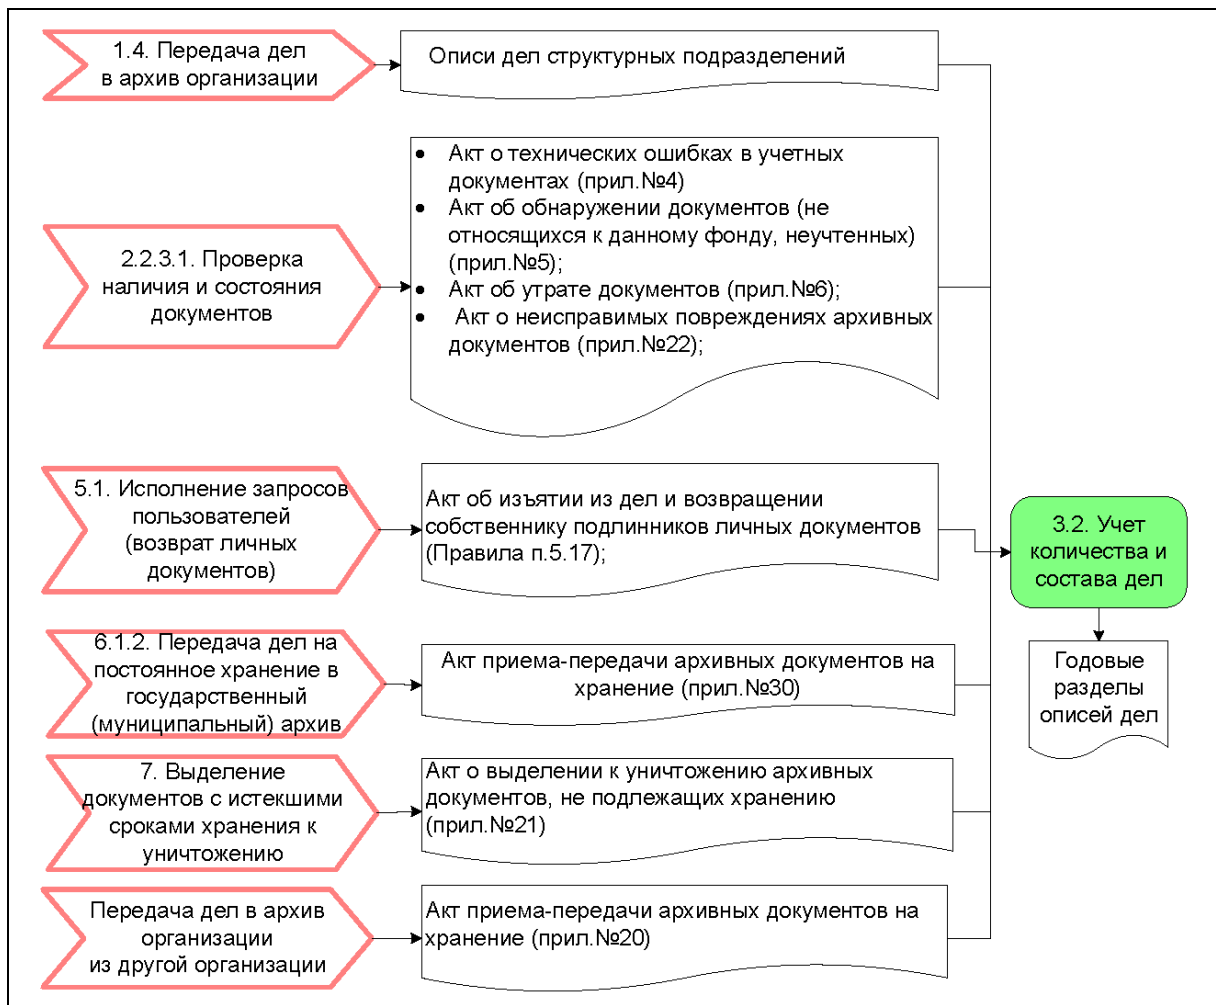 1.4. Передача дел
в архив организации
Описи дел структурных подразделений
2.2.3.1. Проверка
наличия и состояния
документов
• Акт о технических ошибках в учетных
документах (прил.№4)
• Акт об обнаружении документов (не
относящихся к данному фонду, неучтенных)
(прил.№5);
• Акт об утрате документов (прил.№6);
• Акт о неисправимых повреждениях архивных
документов (прил.№22);
5.1. Исполнение запросов
пользователей
(возврат личных
документов)
Акт об изъятии из дел и возвращении
собственнику подлинников личных документов
(Правила п.5.17);
3.2. Учет
количества и
состава дел
Годовые
разделы
описей дел
6.1.2. Передача дел на
постоянное хранение в
государственный
(муниципальный) архив
Акт приема-передачи архивных документов на
хранение (прил.№30)
7. Выделение
документов с истекшими
сроками хранения к
уничтожению
Акт о выделении к уничтожению архивных
документов, не подлежащих хранению
(прил.№21)
Передача дел в архив
организации
из другой организации
Акт приема-передачи архивных документов на
хранение (прил.№20)